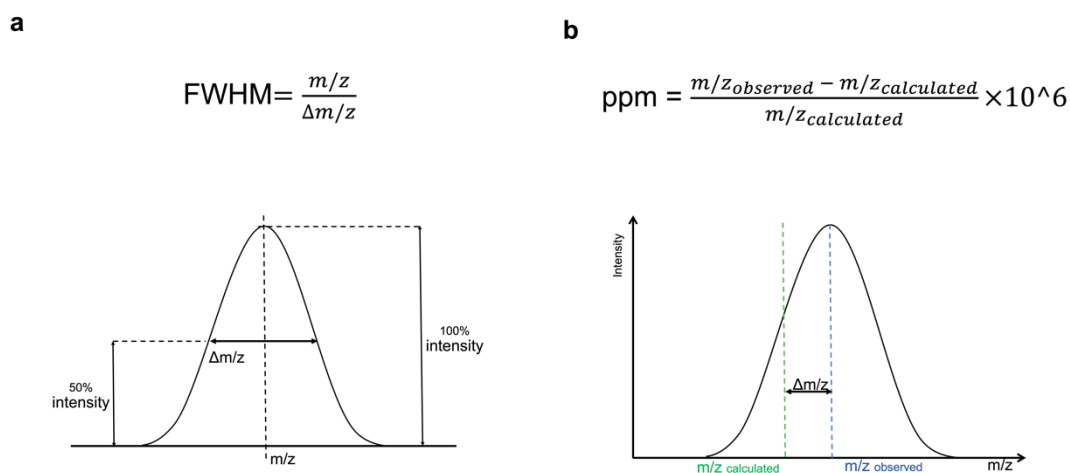 a
FWHM= m/z / Δm/z
100%
intensity
Δm/z
50%
intensity
m/z
b
ppm = m/z observed − m/z calculated / m/z calculated ×10^6
Intensity
Δm/z
m/z calculated
m/z observed
m/z